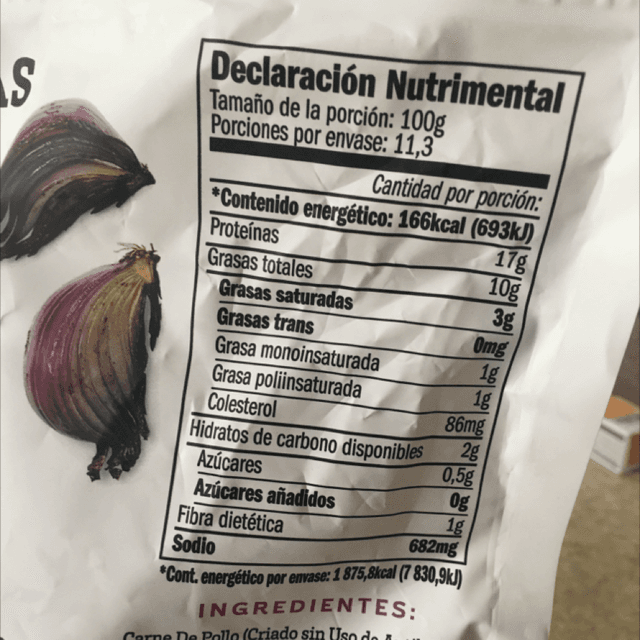 AS
Declaración Nutrimental
Tamaño de la porción: 100g
Porciones por envase: 11,3
Cantidad por porción:
*Contenido energético: 166kcal (693kJ)
Proteínas 17g
Grasas totales 10g
Grasas saturadas 3g
Grasas trans 0mg
Grasa monoinsaturada 1g
Grasa poliinsaturada 1g
Colesterol 86mg
Hidratos de carbono disponibles 2g
Azúcares 0,5g
Azúcares añadidos 0g
Fibra dietética 1g
Sodio 682mg
*Cont. energético por envase: 1 875,8kcal (7 830,9kJ)
INGREDIENTES:
Carne De Pollo (Criado sin Uso de